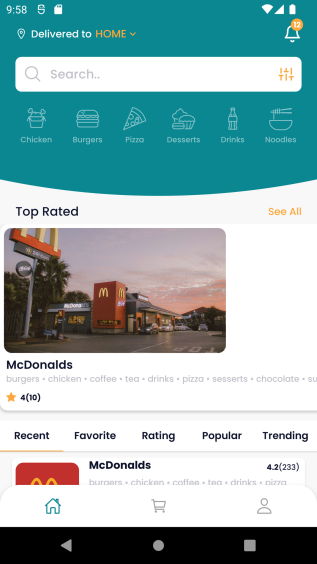 9:58
12
Delivered to HOME
Search..
Chicken Burgers Pizza Desserts Drinks Noodles
Top Rated See All
McDonalds
burgers • chicken • coffee • tea • drinks • pizza • sesserts • chocolate • su
4(10)
Recent Favorite Rating Popular Trending
McDonalds 4.2(233)
burgers • chicken • coffee • tea • drinks • pizza